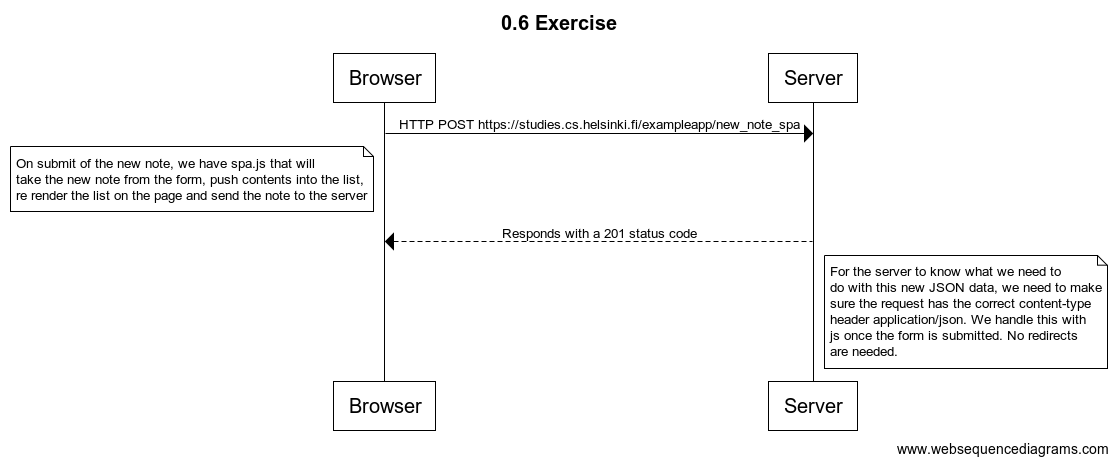 0.6 Exercise
Browser
Server
HTTP POST https://studies.cs.helsinki.fi/exampleapp/new_note_spa
On submit of the new note, we have spa.js that will
take the new note from the form, push contents into the list,
re render the list on the page and send the note to the server
Responds with a 201 status code
For the server to know what we need to
do with this new JSON data, we need to make
sure the request has the correct content-type
header application/json. We handle this with
js once the form is submitted. No redirects
are needed.
Browser
Server
www.websequencediagrams.com